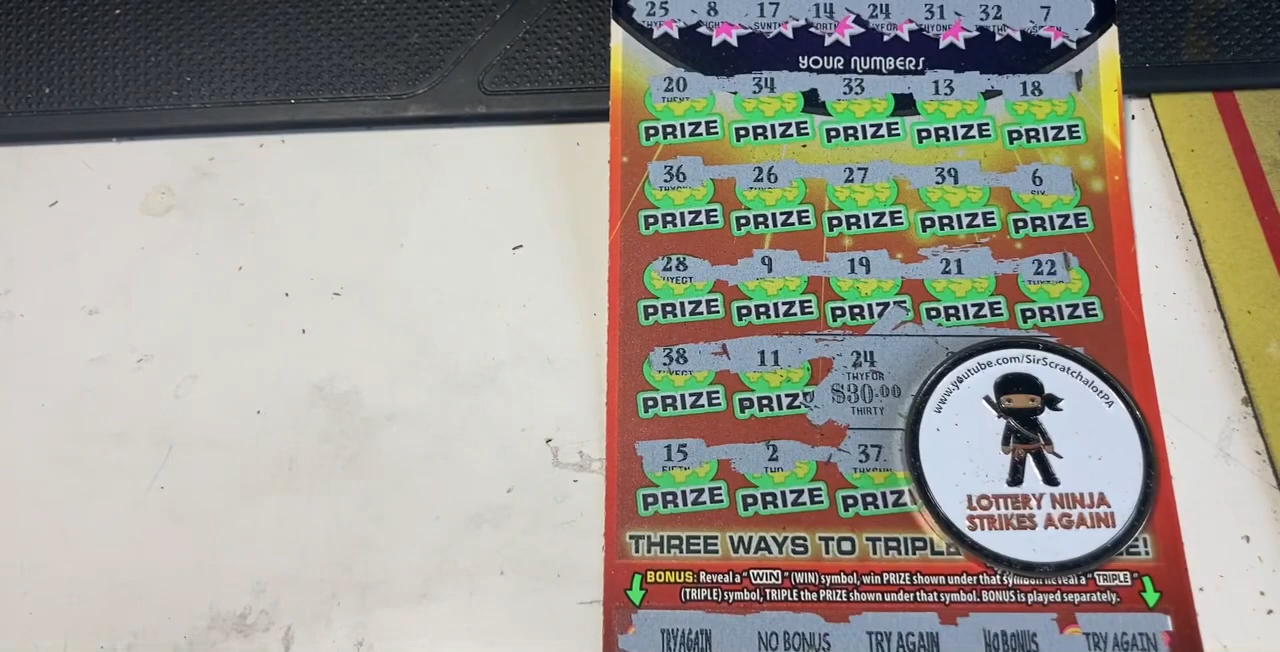 25 8 17 14 24 31 32 7
YOUR NUMBERS
20 34 33 13 18
PRIZE PRIZE PRIZE PRIZE PRIZE
36 26 27 39 6
SIX
PRIZE PRIZE PRIZE PRIZE PRIZE
28 9 19 21 22
PRIZE PRIZE PRIZE PRIZE PRIZE
38 11 24
THYFOR
PRIZE PRIZE $30.00
THIRTY
15 2 37
PRIZE PRIZE PRIZ
www.youtube.com/SirScratchalotPA
LOTTERY NINJA
STRIKES AGAIN!
THREE WAYS TO TRIPLE E!
BONUS: Reveal a "WIN" (WIN) symbol, win PRIZE shown under that symbol. Reveal a "TRIPLE"
(TRIPLE) symbol, TRIPLE the PRIZE shown under that symbol. BONUS is played separately.
TRY AGAIN NO BONUS TRY AGAIN NO BONUS TRY AGAIN